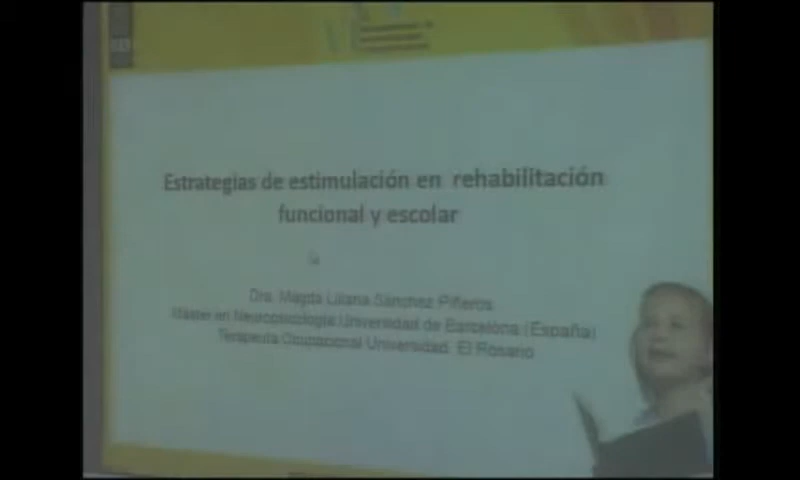 Estrategias de estimulación en rehabilitación
funcional y escolar
Dra. Magda Liliana Sánchez Piñeros
Máster en Neuropsicología Universidad de Barcelona (España)
Terapeuta Ocupacional Universidad El Rosario